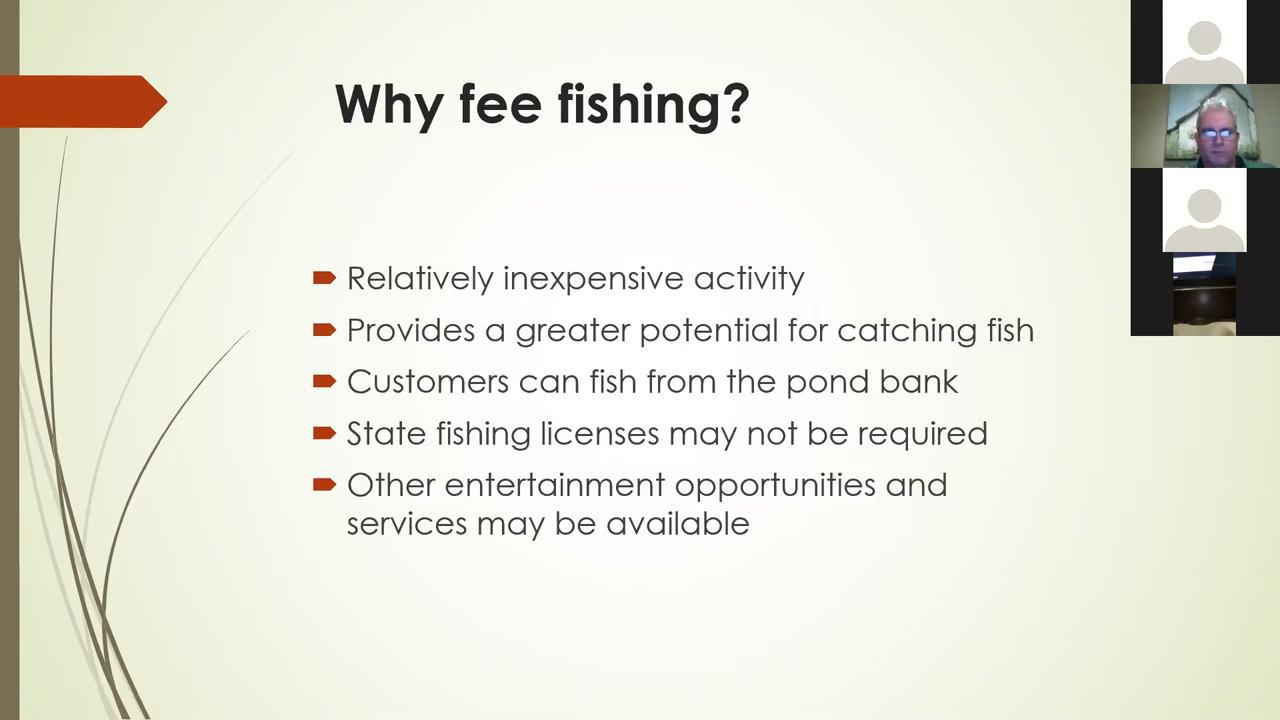 Why fee fishing?
Relatively inexpensive activity
Provides a greater potential for catching fish
Customers can fish from the pond bank
State fishing licenses may not be required
Other entertainment opportunities and
services may be available